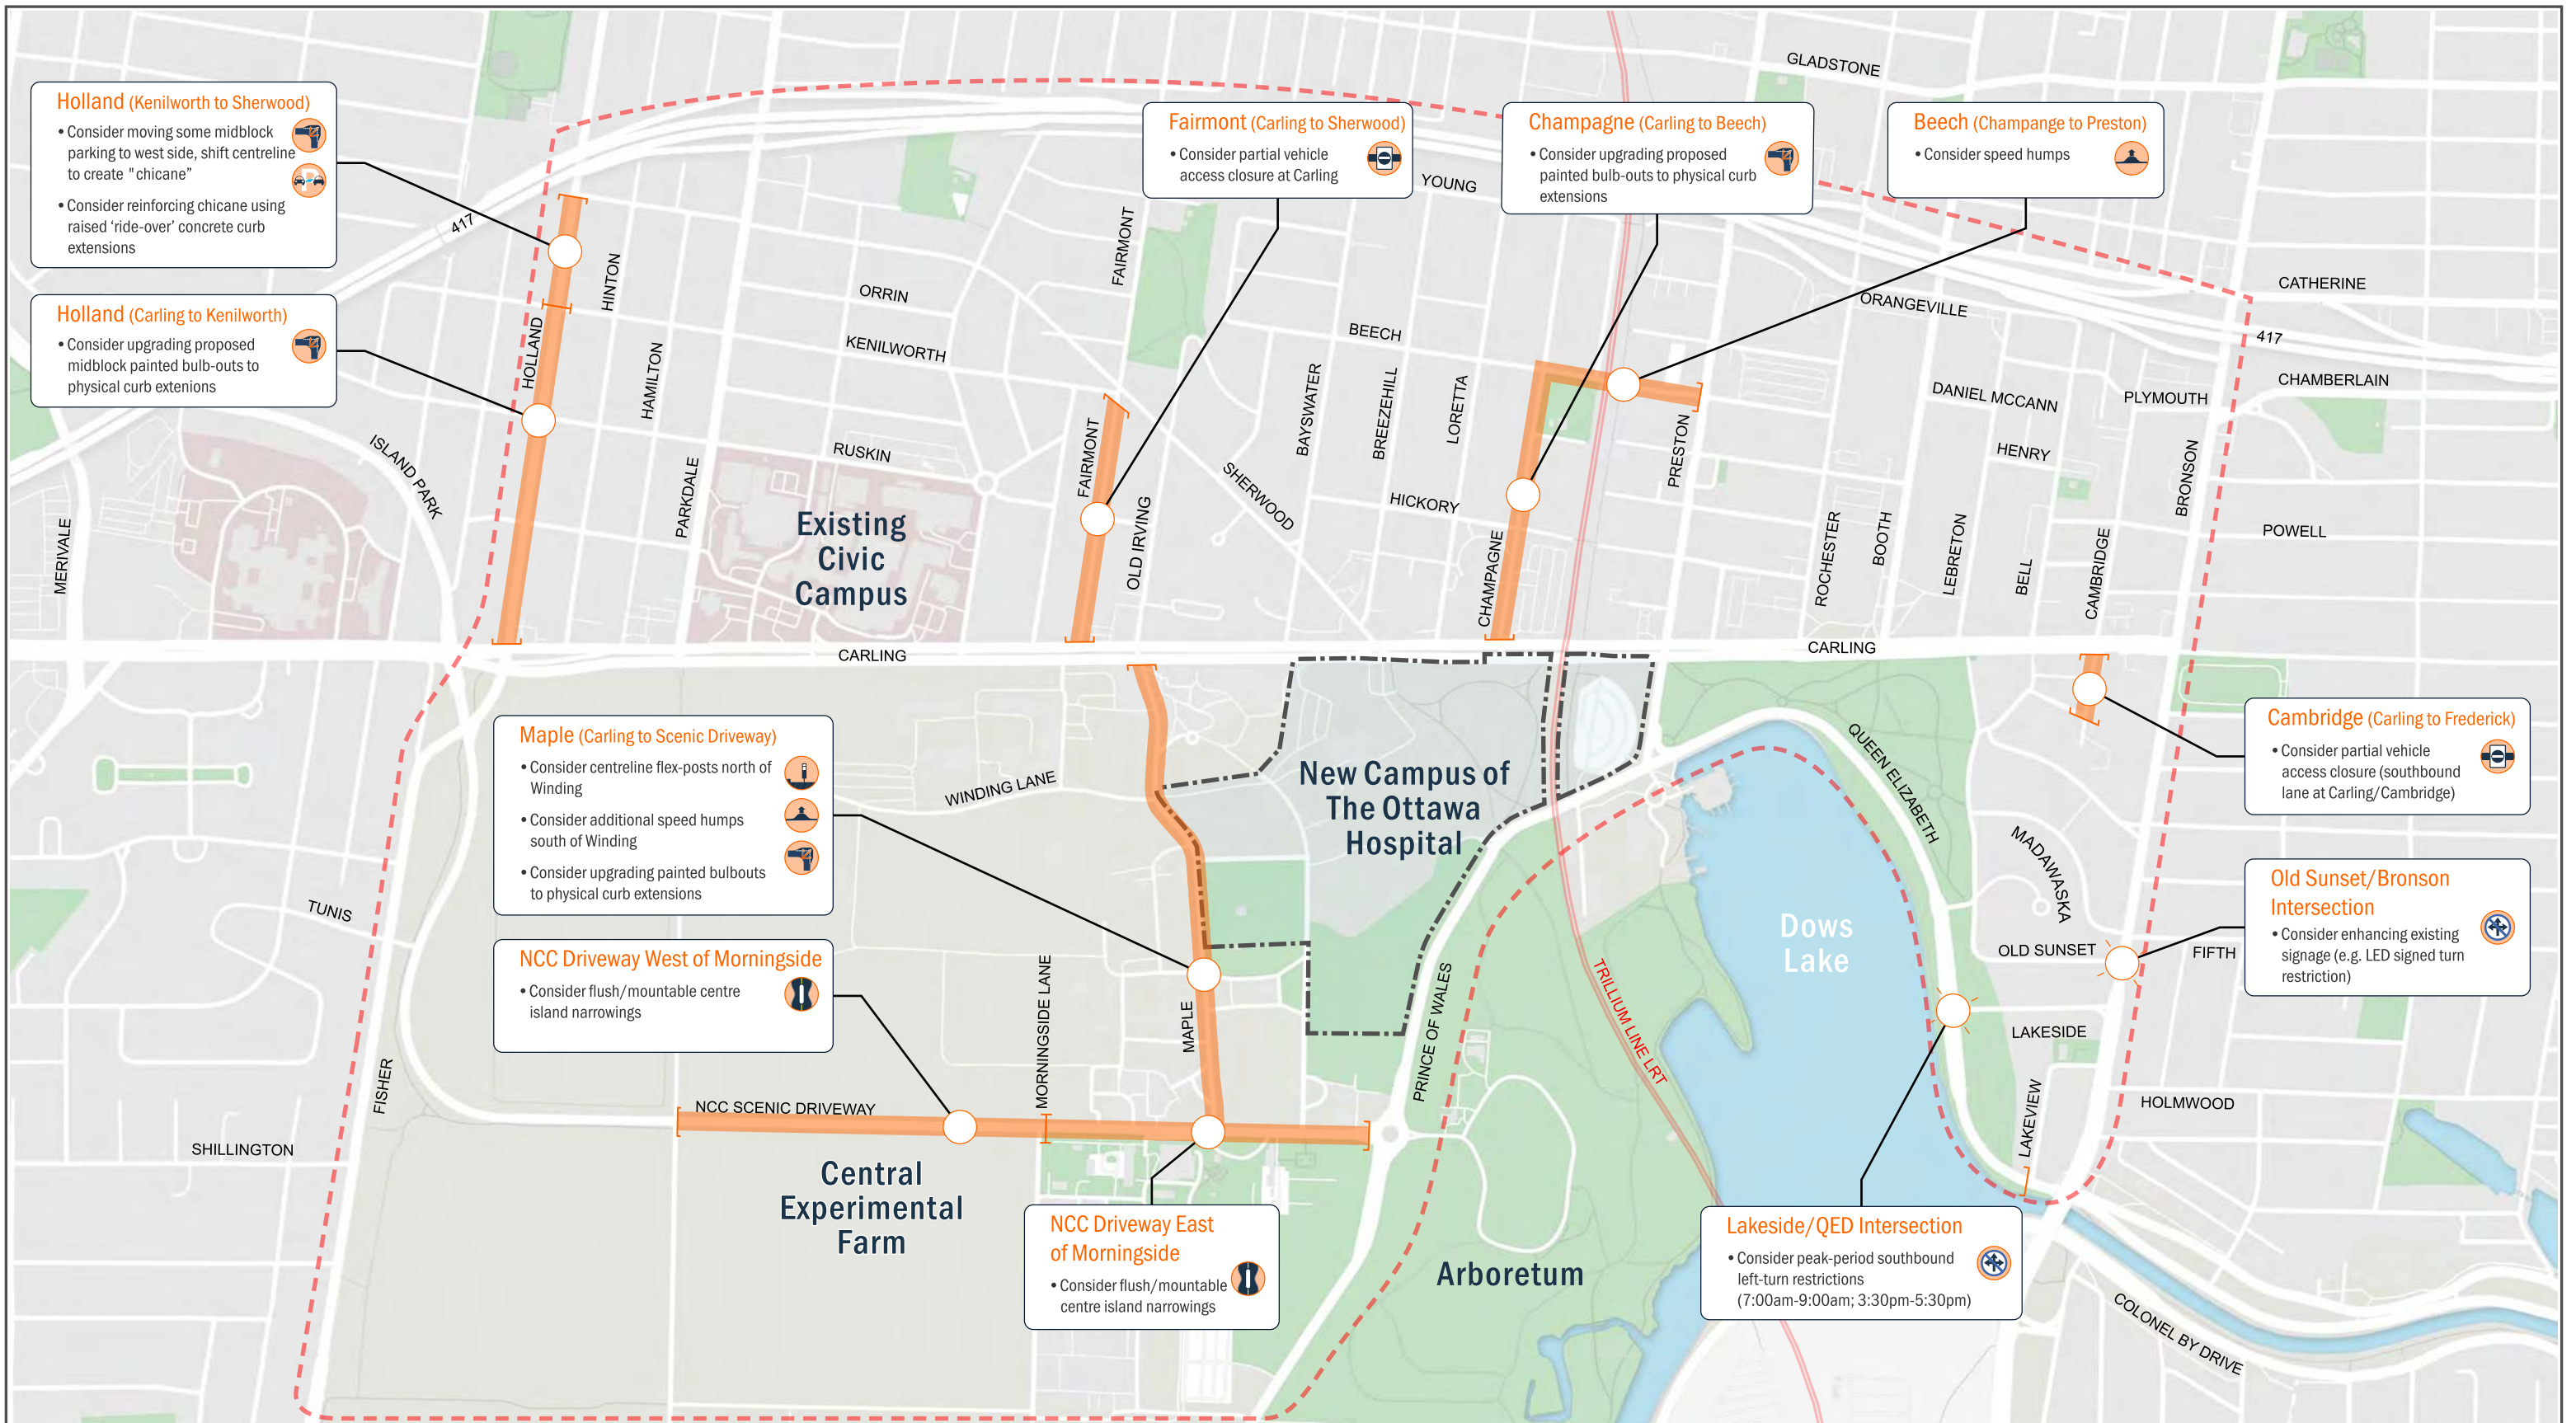 GLADSTONE
Holland (Kenilworth to Sherwood)
• Consider moving some midblock
parking to west side, shift centreline
to create "chicane"
• Consider reinforcing chicane using
raised 'ride-over' concrete curb
extensions
Fairmont (Carling to Sherwood)
• Consider partial vehicle
access closure at Carling
Champagne (Carling to Beech)
• Consider upgrading proposed
painted bulb-outs to physical curb
extensions
Beech (Champange to Preston)
• Consider speed humps
YOUNG
417
FAIRMONT
HINTON
ORRIN
CATHERINE
ORANGEVILLE
417
Holland (Carling to Kenilworth)
• Consider upgrading proposed
midblock painted bulb-outs to
physical curb extenions
HOLLAND
HAMILTON
KENILWORTH
BEECH
BAYSWATER
BREEZEHILL
LORETTA
CHAMBERLAIN
DANIEL MCCANN
PLYMOUTH
ISLAND PARK
RUSKIN
FAIRMONT
SHERWOOD
HICKORY
PRESTON
HENRY
BRONSON
MERIVALE
PARKDALE
Existing
Civic
Campus
OLD IRVING
CHAMPAGNE
ROCHESTER
BOOTH
LEBRETON
BELL
CAMBRIDGE
POWELL
CARLING
CARLING
Maple (Carling to Scenic Driveway)
• Consider centreline flex-posts north of
Winding
• Consider additional speed humps
south of Winding
• Consider upgrading painted bulbouts
to physical curb extensions
WINDING LANE
New Campus of
The Ottawa
Hospital
QUEEN ELIZABETH
Cambridge (Carling to Frederick)
• Consider partial vehicle
access closure (southbound
lane at Carling/Cambridge)
MADAWASKA
Old Sunset/Bronson
Intersection
• Consider enhancing existing
signage (e.g. LED signed turn
restriction)
TUNIS
Dows
Lake
OLD SUNSET
FIFTH
NCC Driveway West of Morningside
• Consider flush/mountable centre
island narrowings
MORNINGSIDE LANE
MAPLE
PRINCE OF WALES
TRILLIUM LINE LRT
LAKESIDE
FISHER
NCC SCENIC DRIVEWAY
LAKEVIEW
HOLMWOOD
SHILLINGTON
Central
Experimental
Farm
NCC Driveway East
of Morningside
• Consider flush/mountable
centre island narrowings
Arboretum
Lakeside/QED Intersection
• Consider peak-period southbound
left-turn restrictions
(7:00am-9:00am; 3:30pm-5:30pm)
COLONEL BY DRIVE